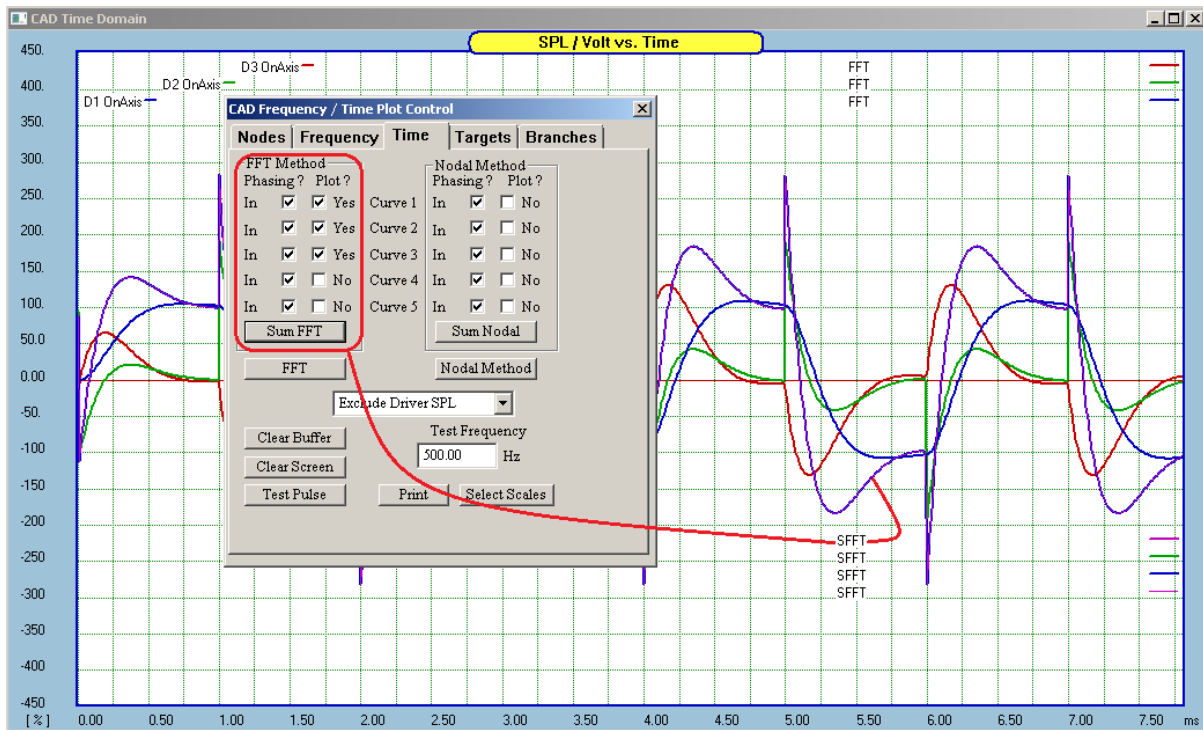 CAD Time Domain
SPL / Volt vs. Time
450.
400.
350.
300.
250.
200.
150.
100.
50.0
0.00
50.
-100
-150
-200
-250
-300
-350
-400
-450
[ % ]
D3 OnAxis
D2 OnAxis
D1 OnAxis
FFT
FFT
FFT
CAD Frequency / Time Plot Control
Nodes Frequency Time Targets Branches
FFT Method Nodal Method
Phasing ? Plot ? Phasing ? Plot ?
In Yes Curve 1 In No
In Yes Curve 2 In No
In Yes Curve 3 In No
In No Curve 4 In No
In No Curve 5 In No
Sum FFT Sum Nodal
FFT Nodal Method
Exclude Driver SPL
Clear Buffer Test Frequency
Clear Screen 500.00 Hz
Test Pulse Print Select Scales
SFFT
SFFT
SFFT
SFFT
0.00 0.50 1.00 1.50 2.00 2.50 3.00 3.50 4.00 4.50 5.00 5.50 6.00 6.50 7.00 7.50 ms